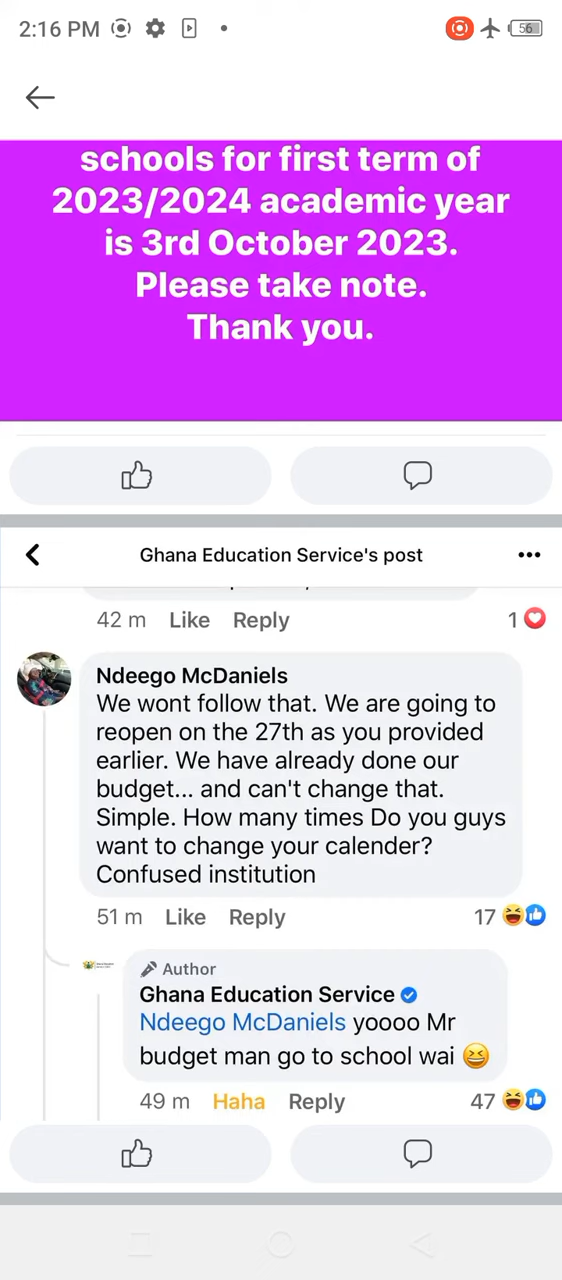 2:16 PM
56
schools for first term of
2023/2024 academic year
is 3rd October 2023.
Please take note.
Thank you.
Ghana Education Service's post
42 m Like Reply 1
Ndeego McDaniels
We wont follow that. We are going to
reopen on the 27th as you provided
earlier. We have already done our
budget... and can't change that.
Simple. How many times Do you guys
want to change your calender?
Confused institution
51 m Like Reply 17
Author
Ghana Education Service
Ndeego McDaniels yoooo Mr
budget man go to school wai 😆
49 m Haha Reply 47